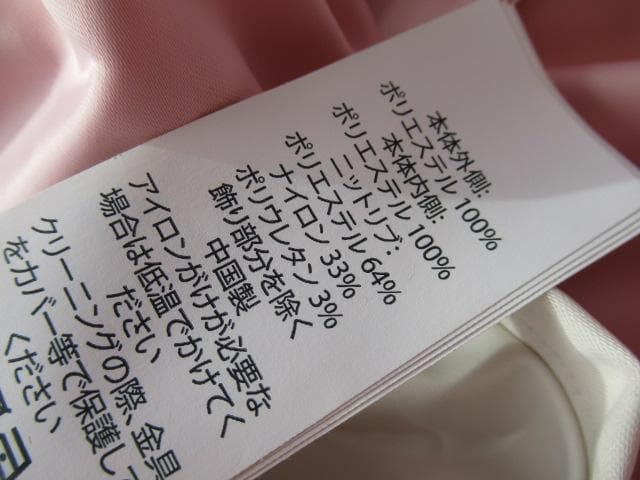 本体外側:
ポリエステル 100%
本体内側:
ポリエステル 100%
ニットリブ:
ポリエステル 64%
ナイロン 33%
ポリウレタン 3%
飾り部分を除く
中国製
アイロンがけが必要な
場合は低温でかけてく
ださい
クリーニングの際、金具
をカバー等で保護し
ください